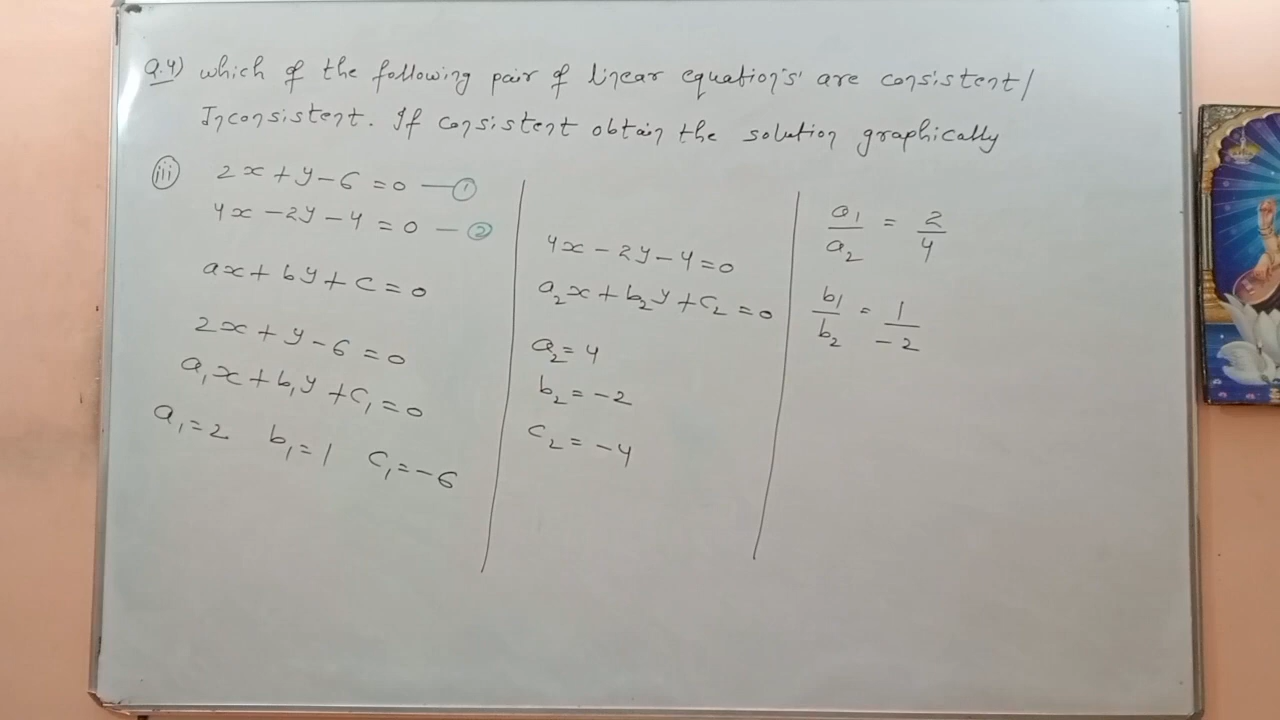 Q.4) which of the following pair of linear equations are consistent/
Inconsistent. If consistent obtain the solution graphically
(iii) 2x + y - 6 = 0 — ①
4x - 2y - 4 = 0 — ②
ax + by + c = 0
2x + y - 6 = 0
a₁x + b₁y + c₁ = 0
a₁ = 2 b₁ = 1 c₁ = -6
4x - 2y - 4 = 0
a₂x + b₂y + c₂ = 0
a₂ = 4
b₂ = -2
c₂ = -4
a₁/a₂ = 2/4
b₁/b₂ = 1/-2